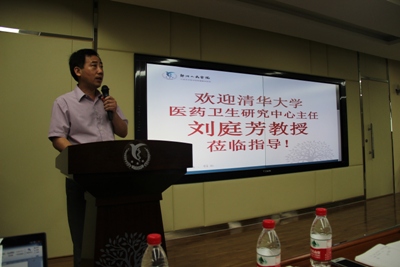 欢迎清华大学
医药卫生研究中心主任
刘庭芳教授
莅临指导！